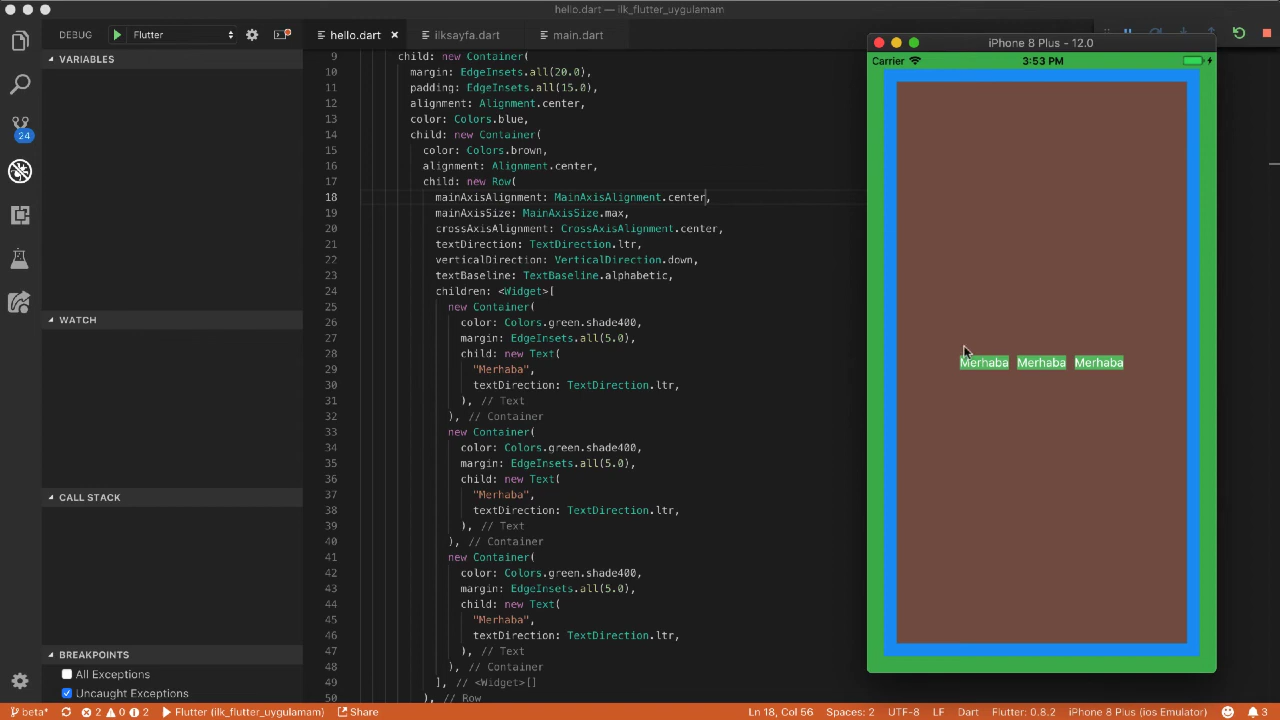 hello.dart — ilk_flutter_uygulamam
DEBUG
Flutter
hello.dart
ilksayfa.dart
main.dart
VARIABLES
WATCH
CALL STACK
BREAKPOINTS
All Exceptions
Uncaught Exceptions
24
9 child: new Container(
10 margin: EdgeInsets.all(20.0),
11 padding: EdgeInsets.all(15.0),
12 alignment: Alignment.center,
13 color: Colors.blue,
14 child: new Container(
15 color: Colors.brown,
16 alignment: Alignment.center,
17 child: new Row(
18 mainAxisAlignment: MainAxisAlignment.center,
19 mainAxisSize: MainAxisSize.max,
20 crossAxisAlignment: CrossAxisAlignment.center,
21 textDirection: TextDirection.ltr,
22 verticalDirection: VerticalDirection.down,
23 textBaseline: TextBaseline.alphabetic,
24 children: <Widget>[
25 new Container(
26 color: Colors.green.shade400,
27 margin: EdgeInsets.all(5.0),
28 child: new Text(
29 "Merhaba",
30 textDirection: TextDirection.ltr,
31 ), // Text
32 ), // Container
33 new Container(
34 color: Colors.green.shade400,
35 margin: EdgeInsets.all(5.0),
36 child: new Text(
37 "Merhaba",
38 textDirection: TextDirection.ltr,
39 ), // Text
40 ), // Container
41 new Container(
42 color: Colors.green.shade400,
43 margin: EdgeInsets.all(5.0),
44 child: new Text(
45 "Merhaba",
46 textDirection: TextDirection.ltr,
47 ), // Text
48 ), // Container
49 ], // <Widget>[]
50 ), // Row
iPhone 8 Plus - 12.0
Carrier 3:53 PM
Merhaba Merhaba Merhaba
beta* 2 0 2 Flutter (ilk_flutter_uygulamam) Share Ln 18, Col 56 Spaces: 2 UTF-8 LF Dart Flutter: 0.8.2 iPhone 8 Plus (ios Emulator) 3